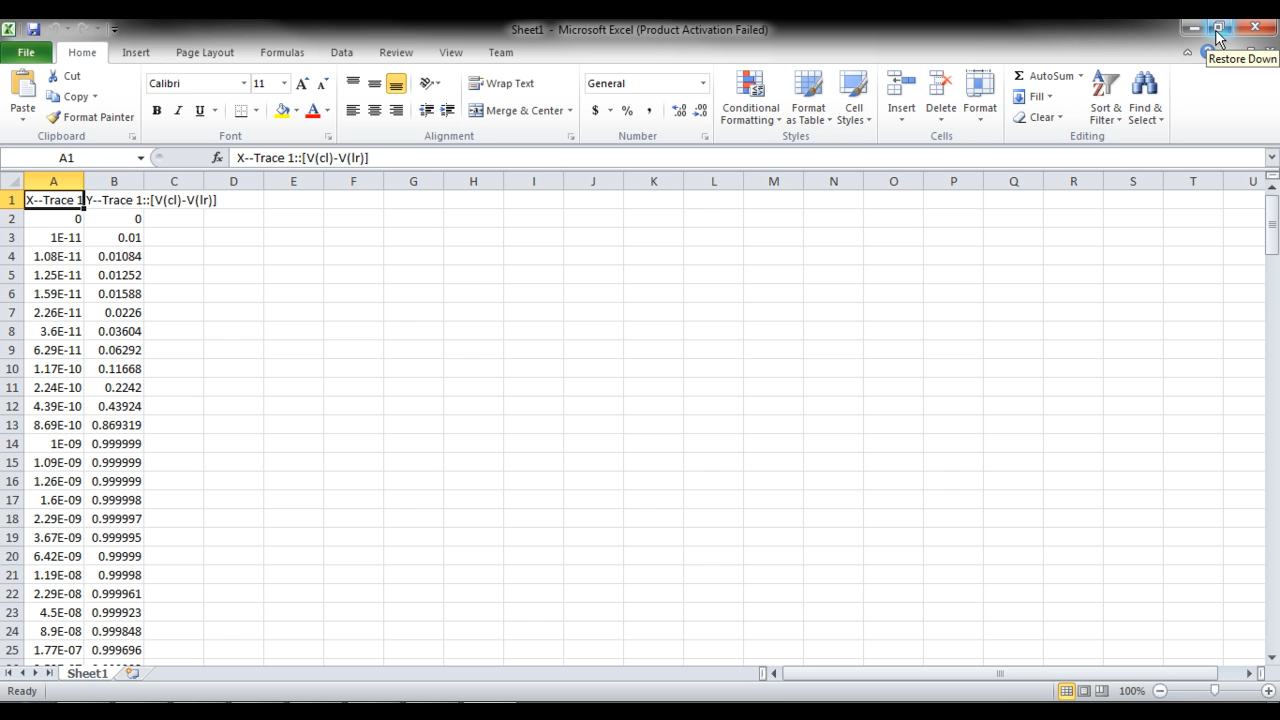 Sheet1 - Microsoft Excel (Product Activation Failed)
File Home Insert Page Layout Formulas Data Review View Team
Restore Down
Paste
Cut
Copy
Format Painter
Clipboard
Calibri 11
B I U A
Font
Wrap Text
Merge & Center
Alignment
General
$ % ,
Number
Conditional Formatting
Format as Table
Cell Styles
Styles
Insert Delete Format
Cells
Σ AutoSum
Fill
Clear
Sort & Filter
Find & Select
Editing
A1 fx X--Trace 1::[V(cl)-V(lr)]
A B C D E F G H I J K L M N O P Q R S T U
1 X--Trace 1 Y--Trace 1::[V(cl)-V(lr)]
2 0 0
3 1E-11 0.01
4 1.08E-11 0.01084
5 1.25E-11 0.01252
6 1.59E-11 0.01588
7 2.26E-11 0.0226
8 3.6E-11 0.03604
9 6.29E-11 0.06292
10 1.17E-10 0.11668
11 2.24E-10 0.2242
12 4.39E-10 0.43924
13 8.69E-10 0.869319
14 1E-09 0.999999
15 1.09E-09 0.999999
16 1.26E-09 0.999999
17 1.6E-09 0.999998
18 2.29E-09 0.999997
19 3.67E-09 0.999995
20 6.42E-09 0.99999
21 1.19E-08 0.99998
22 2.29E-08 0.999961
23 4.5E-08 0.999923
24 8.9E-08 0.999848
25 1.77E-07 0.999696
Sheet1
Ready 100%